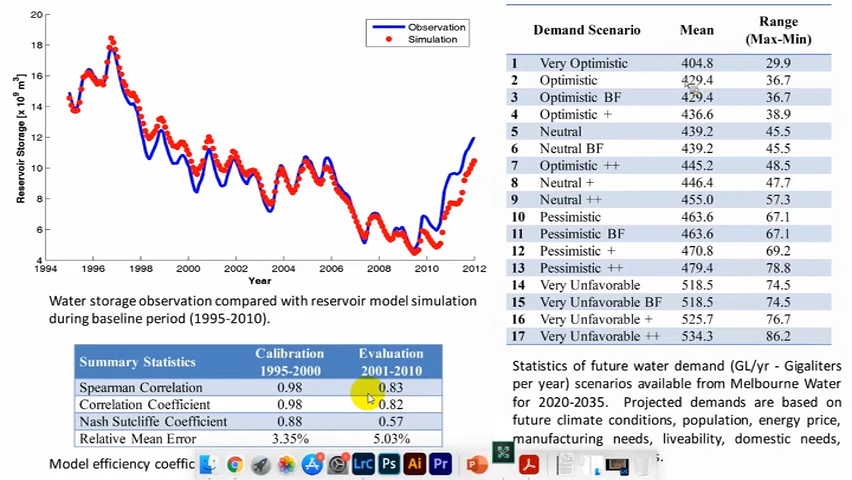 20
18
16
14
12
10
8
6
4
Reservoir Storage [x 10⁹ m³]
Observation
Simulation
1994 1996 1998 2000 2002 2004 2006 2008 2010 2012
Year
Water storage observation compared with reservoir model simulation
during baseline period (1995-2010).
Summary Statistics Calibration 1995-2000 Evaluation 2001-2010
Spearman Correlation 0.98 0.83
Correlation Coefficient 0.98 0.82
Nash Sutcliffe Coefficient 0.88 0.57
Relative Mean Error 3.35% 5.03%
Model efficiency coeffic
Demand Scenario Mean Range (Max-Min)
1 Very Optimistic 404.8 29.9
2 Optimistic 429.4 36.7
3 Optimistic BF 429.4 36.7
4 Optimistic + 436.6 38.9
5 Neutral 439.2 45.5
6 Neutral BF 439.2 45.5
7 Optimistic ++ 445.2 48.5
8 Neutral + 446.4 47.7
9 Neutral ++ 455.0 57.3
10 Pessimistic 463.6 67.1
11 Pessimistic BF 463.6 67.1
12 Pessimistic + 470.8 69.2
13 Pessimistic ++ 479.4 78.8
14 Very Unfavorable 518.5 74.5
15 Very Unfavorable BF 518.5 74.5
16 Very Unfavorable + 525.7 76.7
17 Very Unfavorable ++ 534.3 86.2
Statistics of future water demand (GL/yr - Gigaliters
per year) scenarios available from Melbourne Water
for 2020-2035. Projected demands are based on
future climate conditions, population, energy price,
manufacturing needs, liveability, domestic needs,
s.
LrC Ps Ai Pr P